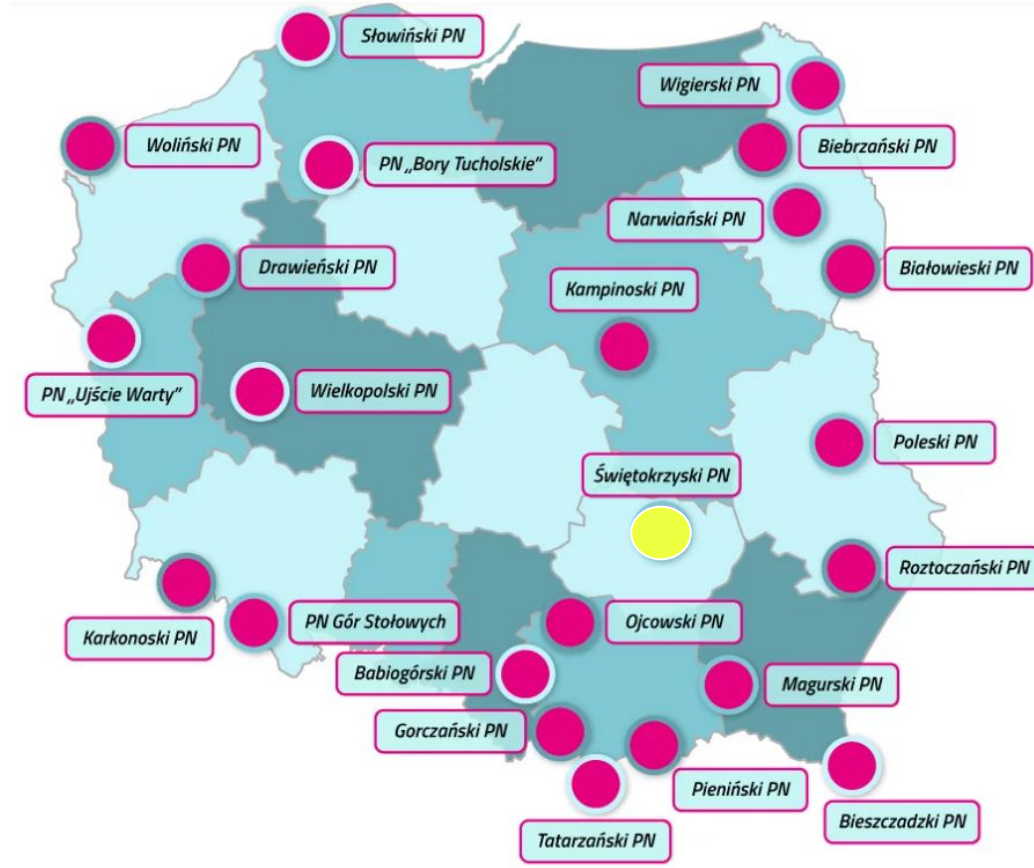 Słowiński PN
Wigierski PN
Woliński PN
PN „Bory Tucholskie”
Biebrzański PN
Narwiański PN
Drawieński PN
Kampinoski PN
Białowieski PN
PN „Ujście Warty”
Wielkopolski PN
Poleski PN
Świętokrzyski PN
Roztoczański PN
Karkonoski PN
PN Gór Stołowych
Ojcowski PN
Babiogórski PN
Magurski PN
Gorczański PN
Pieniński PN
Bieszczadzki PN
Tatarzański PN